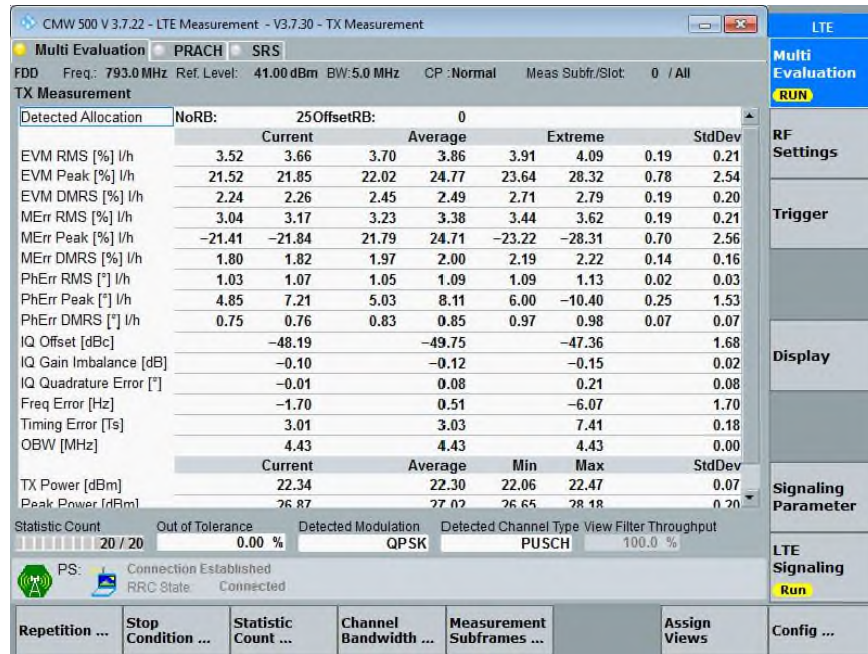 CMW 500 V 3.7.22 - LTE Measurement - V3.7.30 - TX Measurement
LTE
Multi Evaluation PRACH SRS
Multi Evaluation
RUN
FDD Freq.: 793.0 MHz Ref. Level: 41.00 dBm BW: 5.0 MHz CP : Normal Meas Subfr./Slot: 0 / All
TX Measurement
Detected Allocation NoRB: 25 OffsetRB: 0
Current Average Extreme StdDev
EVM RMS [%] l/h 3.52 3.66 3.70 3.86 3.91 4.09 0.19 0.21
EVM Peak [%] l/h 21.52 21.85 22.02 24.77 23.64 28.32 0.78 2.54
EVM DMRS [%] l/h 2.24 2.26 2.45 2.49 2.71 2.79 0.19 0.20
MErr RMS [%] l/h 3.04 3.17 3.23 3.38 3.44 3.62 0.19 0.21
MErr Peak [%] l/h −21.41 −21.84 21.79 24.71 −23.22 −28.31 0.70 2.56
MErr DMRS [%] l/h 1.80 1.82 1.97 2.00 2.19 2.22 0.14 0.16
PhErr RMS [°] l/h 1.03 1.07 1.05 1.09 1.09 1.13 0.02 0.03
PhErr Peak [°] l/h 4.85 7.21 5.03 8.11 6.00 −10.40 0.25 1.53
PhErr DMRS [°] l/h 0.75 0.76 0.83 0.85 0.97 0.98 0.07 0.07
IQ Offset [dBc] −48.19 −49.75 −47.36 1.68
IQ Gain Imbalance [dB] −0.10 −0.12 −0.15 0.02
IQ Quadrature Error [°] −0.01 0.08 0.21 0.08
Freq Error [Hz] −1.70 0.51 −6.07 1.70
Timing Error [Ts] 3.01 3.03 7.41 0.18
OBW [MHz] 4.43 4.43 4.43 0.00
Current Average Min Max StdDev
TX Power [dBm] 22.34 22.30 22.06 22.47 0.07
Peak Power [dBm] 26.87 27.02 26.65 28.18 0.20
Statistic Count Out of Tolerance Detected Modulation Detected Channel Type View Filter Throughput
20 / 20 0.00 % QPSK PUSCH 100.0 %
PS: Connection Established
RRC State: Connected
RF Settings
Trigger
Display
Signaling Parameter
LTE Signaling
Run
Repetition ... Stop Condition ... Statistic Count ... Channel Bandwidth ... Measurement Subframes ... Assign Views Config ...